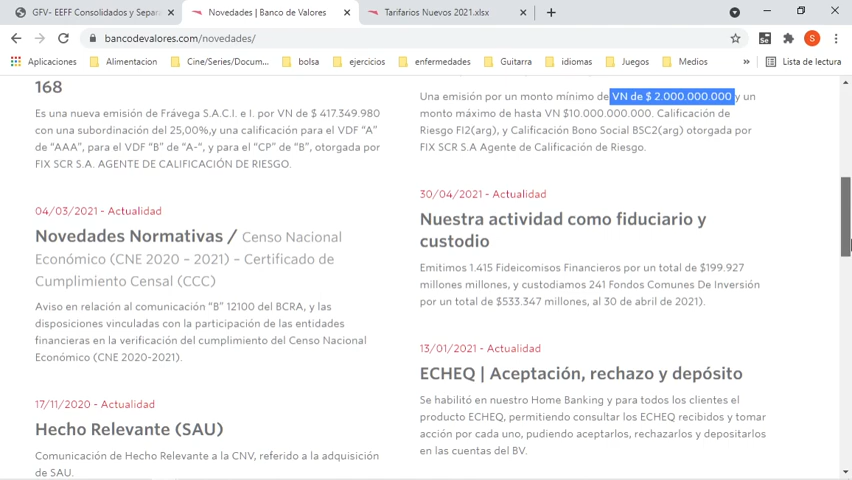 GFV- EEFF Consolidados y Separa
Novedades | Banco de Valores
Tarifarios Nuevos 2021.xlsx
bancodevalores.com/novedades/
Se
S
Aplicaciones
Alimentacion
Cine/Series/Docum...
bolsa
ejercicios
enfermedades
Guitarra
idiomas
Juegos
Medios
»
Lista de lectura
168
Es una nueva emisión de Frávega S.A.C.I. e I. por VN de $ 417.349.980
con una subordinación del 25,00%,y una calificación para el VDF "A"
de "AAA", para el VDF "B" de "A-", y para el "CP" de "B", otorgada por
FIX SCR S.A. AGENTE DE CALIFICACIÓN DE RIESGO.
04/03/2021 - Actualidad
Novedades Normativas / Censo Nacional
Económico (CNE 2020 – 2021) – Certificado de
Cumplimiento Censal (CCC)
Aviso en relación al comunicación "B" 12100 del BCRA, y las
disposiciones vinculadas con la participación de las entidades
financieras en la verificación del cumplimiento del Censo Nacional
Económico (CNE 2020-2021).
17/11/2020 - Actualidad
Hecho Relevante (SAU)
Comunicación de Hecho Relevante a la CNV, referido a la adquisición
de SAU.
Una emisión por un monto mínimo de VN de $ 2.000.000.000 y un
monto máximo de hasta VN $10.000.000.000. Calificación de
Riesgo FI2(arg), y Calificación Bono Social BSC2(arg) otorgada por
FIX SCR S.A Agente de Calificación de Riesgo.
30/04/2021 - Actualidad
Nuestra actividad como fiduciario y
custodio
Emitimos 1.415 Fideicomisos Financieros por un total de $199.927
millones millones, y custodiamos 241 Fondos Comunes De Inversión
por un total de $533.347 millones, al 30 de abril de 2021).
13/01/2021 - Actualidad
ECHEQ | Aceptación, rechazo y depósito
Se habilitó en nuestro Home Banking y para todos los clientes el
producto ECHEQ, permitiendo consultar los ECHEQ recibidos y tomar
acción por cada uno, pudiendo aceptarlos, rechazarlos y depositarlos
en las cuentas del BV.